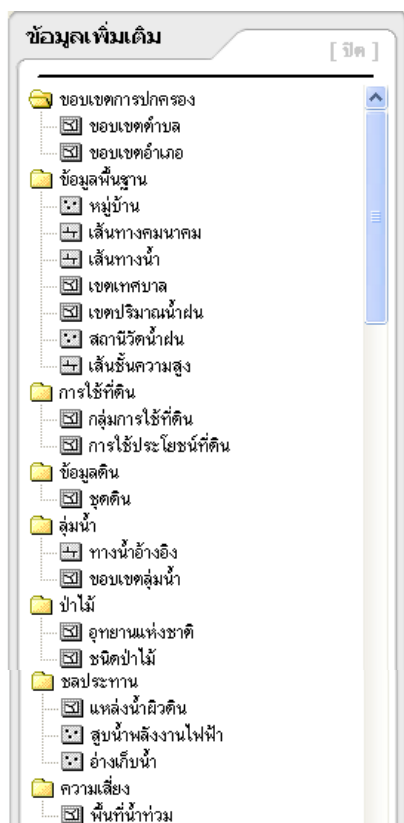 ข้อมูลเพิ่มเติม
[ ปิด ]
ขอบเขตการปกครอง
ขอบเขตตำบล
ขอบเขตอำเภอ
ข้อมูลพื้นฐาน
หมู่บ้าน
เส้นทางคมนาคม
เส้นทางน้ำ
เขตเทศบาล
เขตปริมาณน้ำฝน
สถานีวัดน้ำฝน
เส้นชั้นความสูง
การใช้ที่ดิน
กลุ่มการใช้ที่ดิน
การใช้ประโยชน์ที่ดิน
ข้อมูลดิน
ชุดดิน
ลุ่มน้ำ
ทางน้ำอ้างอิง
ขอบเขตลุ่มน้ำ
ป่าไม้
อุทยานแห่งชาติ
ชนิดป่าไม้
ชลประทาน
แหล่งน้ำผิวดิน
สูบน้ำพลังงานไฟฟ้า
อ่างเก็บน้ำ
ความเสี่ยง
พื้นที่น้ำท่วม